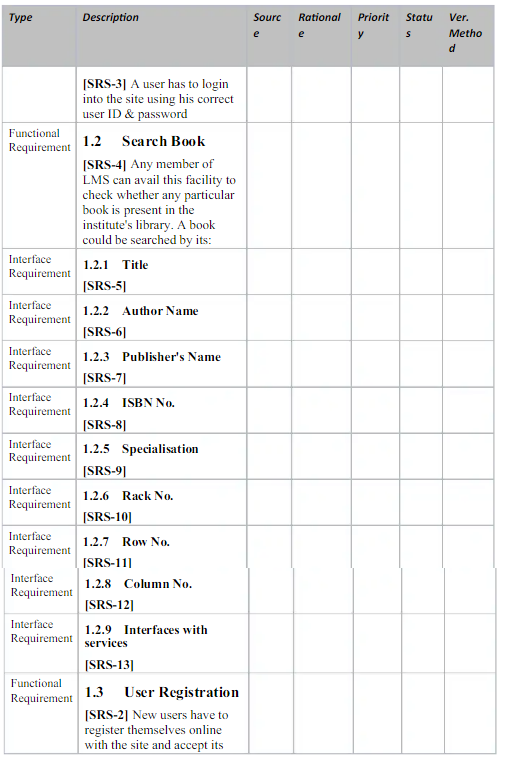 Type Description Sourc Rational Priorit Statu Ver.
e e y s Metho
d
[SRS-3] A user has to login
into the site using his correct
user ID & password
Functional
Requirement
1.2 Search Book
[SRS-4] Any member of
LMS can avail this facility to
check whether any particular
book is present in the
institute's library. A book
could be searched by its:
Interface
Requirement
1.2.1 Title
[SRS-5]
Interface
Requirement
1.2.2 Author Name
[SRS-6]
Interface
Requirement
1.2.3 Publisher's Name
[SRS-7]
Interface
Requirement
1.2.4 ISBN No.
[SRS-8]
Interface
Requirement
1.2.5 Specialisation
[SRS-9]
Interface
Requirement
1.2.6 Rack No.
[SRS-10]
Interface
Requirement
1.2.7 Row No.
[SRS-11]
Interface
Requirement
1.2.8 Column No.
[SRS-12]
Interface
Requirement
1.2.9 Interfaces with
services
[SRS-13]
Functional
Requirement
1.3 User Registration
[SRS-2] New users have to
register themselves online
with the site and accept its